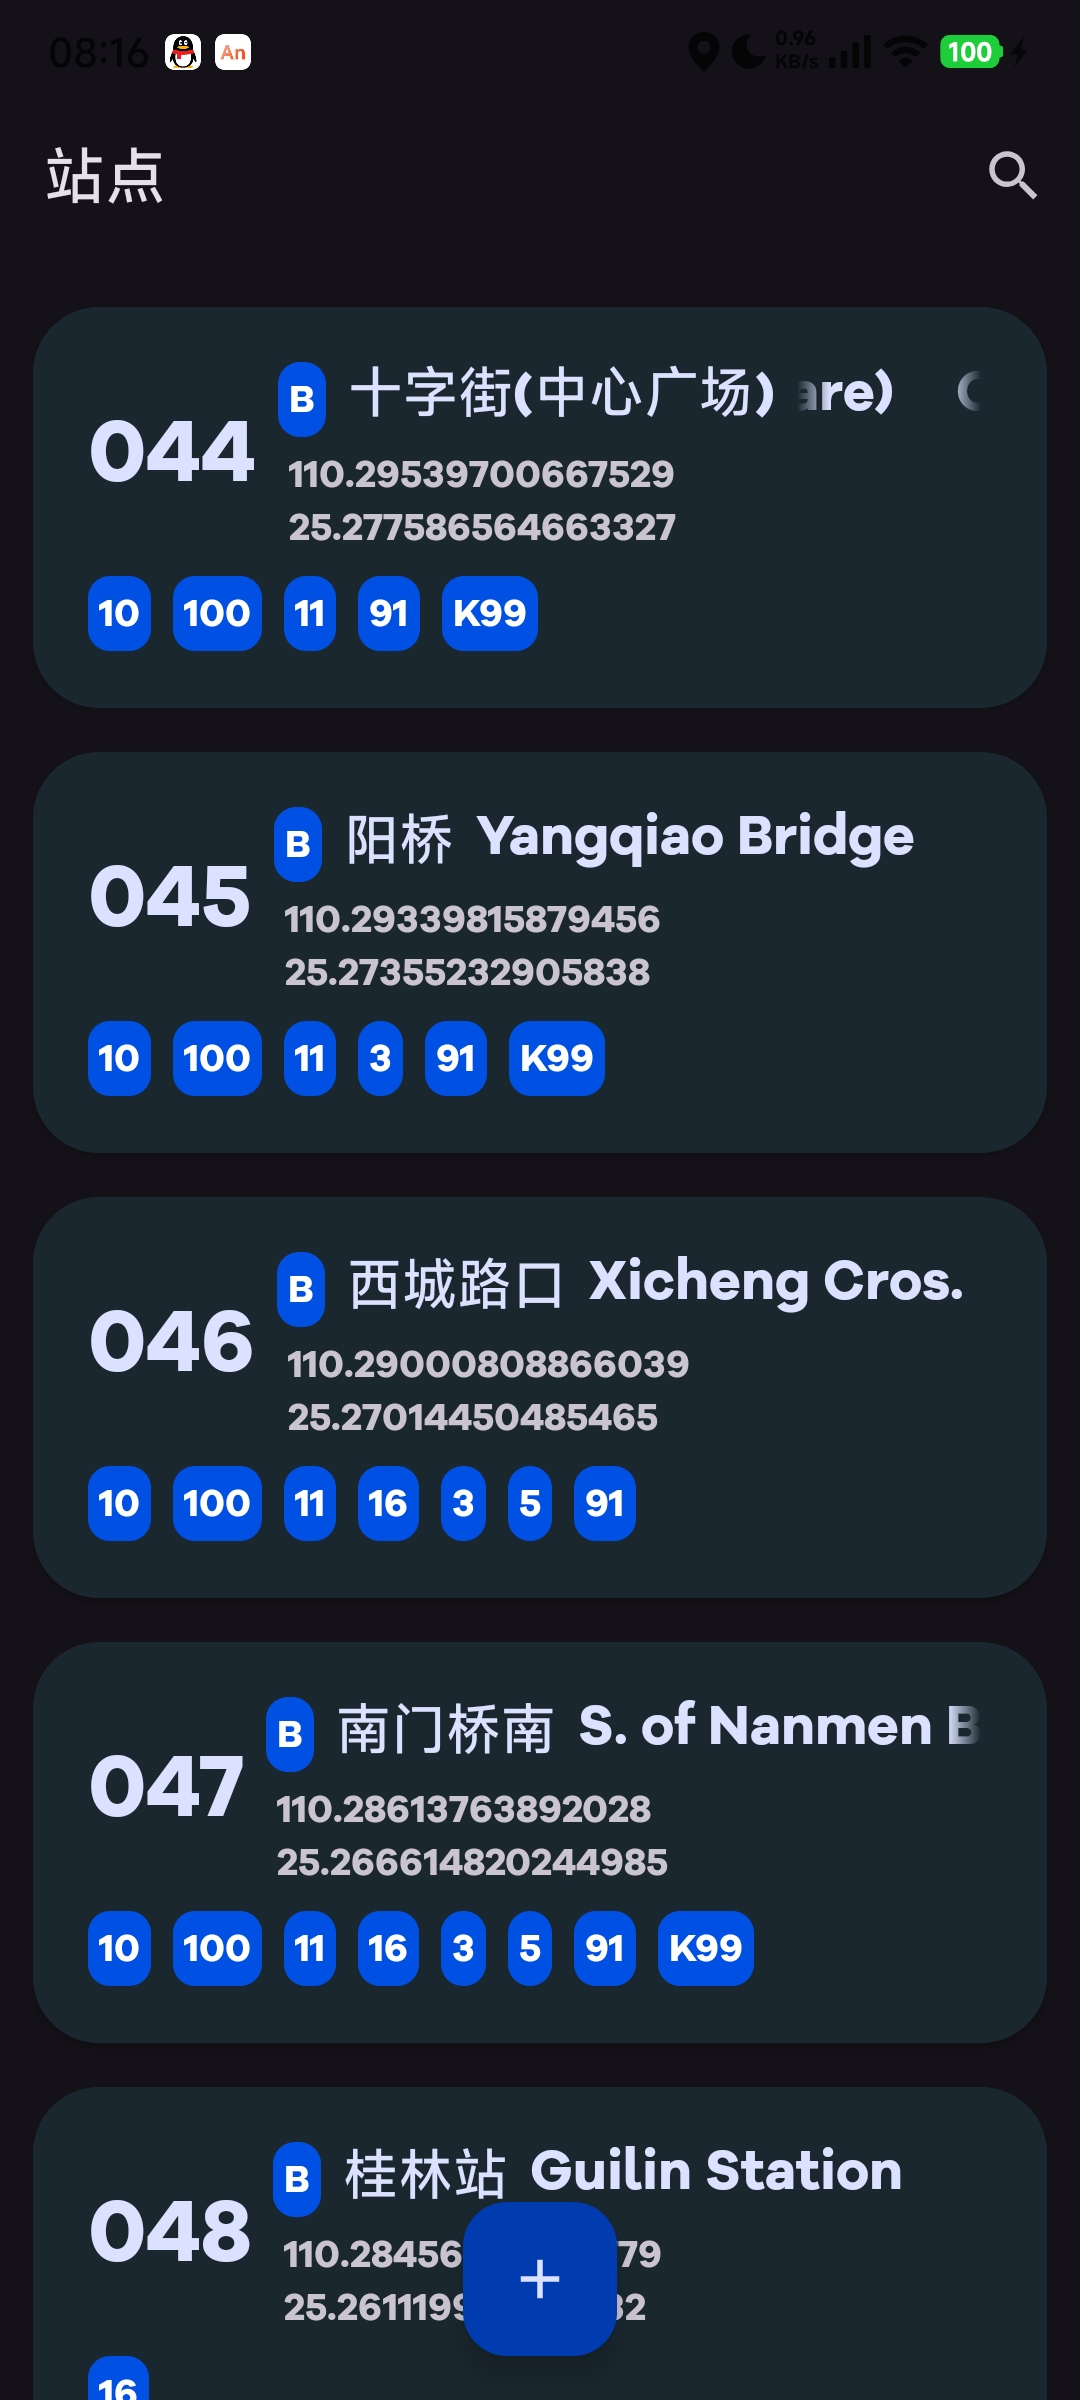 08:16 An 0.96 KB/s 100
站点
B 十字街(中心广场) are)
044
110.29539700667529
25.277586564663327
10 100 11 91 K99
B 阳桥 Yangqiao Bridge
045
110.29339815879456
25.27355232905838
10 100 11 3 91 K99
B 西城路口 Xicheng Cros.
046
110.29000808866039
25.27014450485465
10 100 11 16 3 5 91
B 南门桥南 S. of Nanmen B
047
110.28613763892028
25.266614820244985
10 100 11 16 3 5 91 K99
B 桂林站 Guilin Station
048
110.28456 79
25.261119 32
16